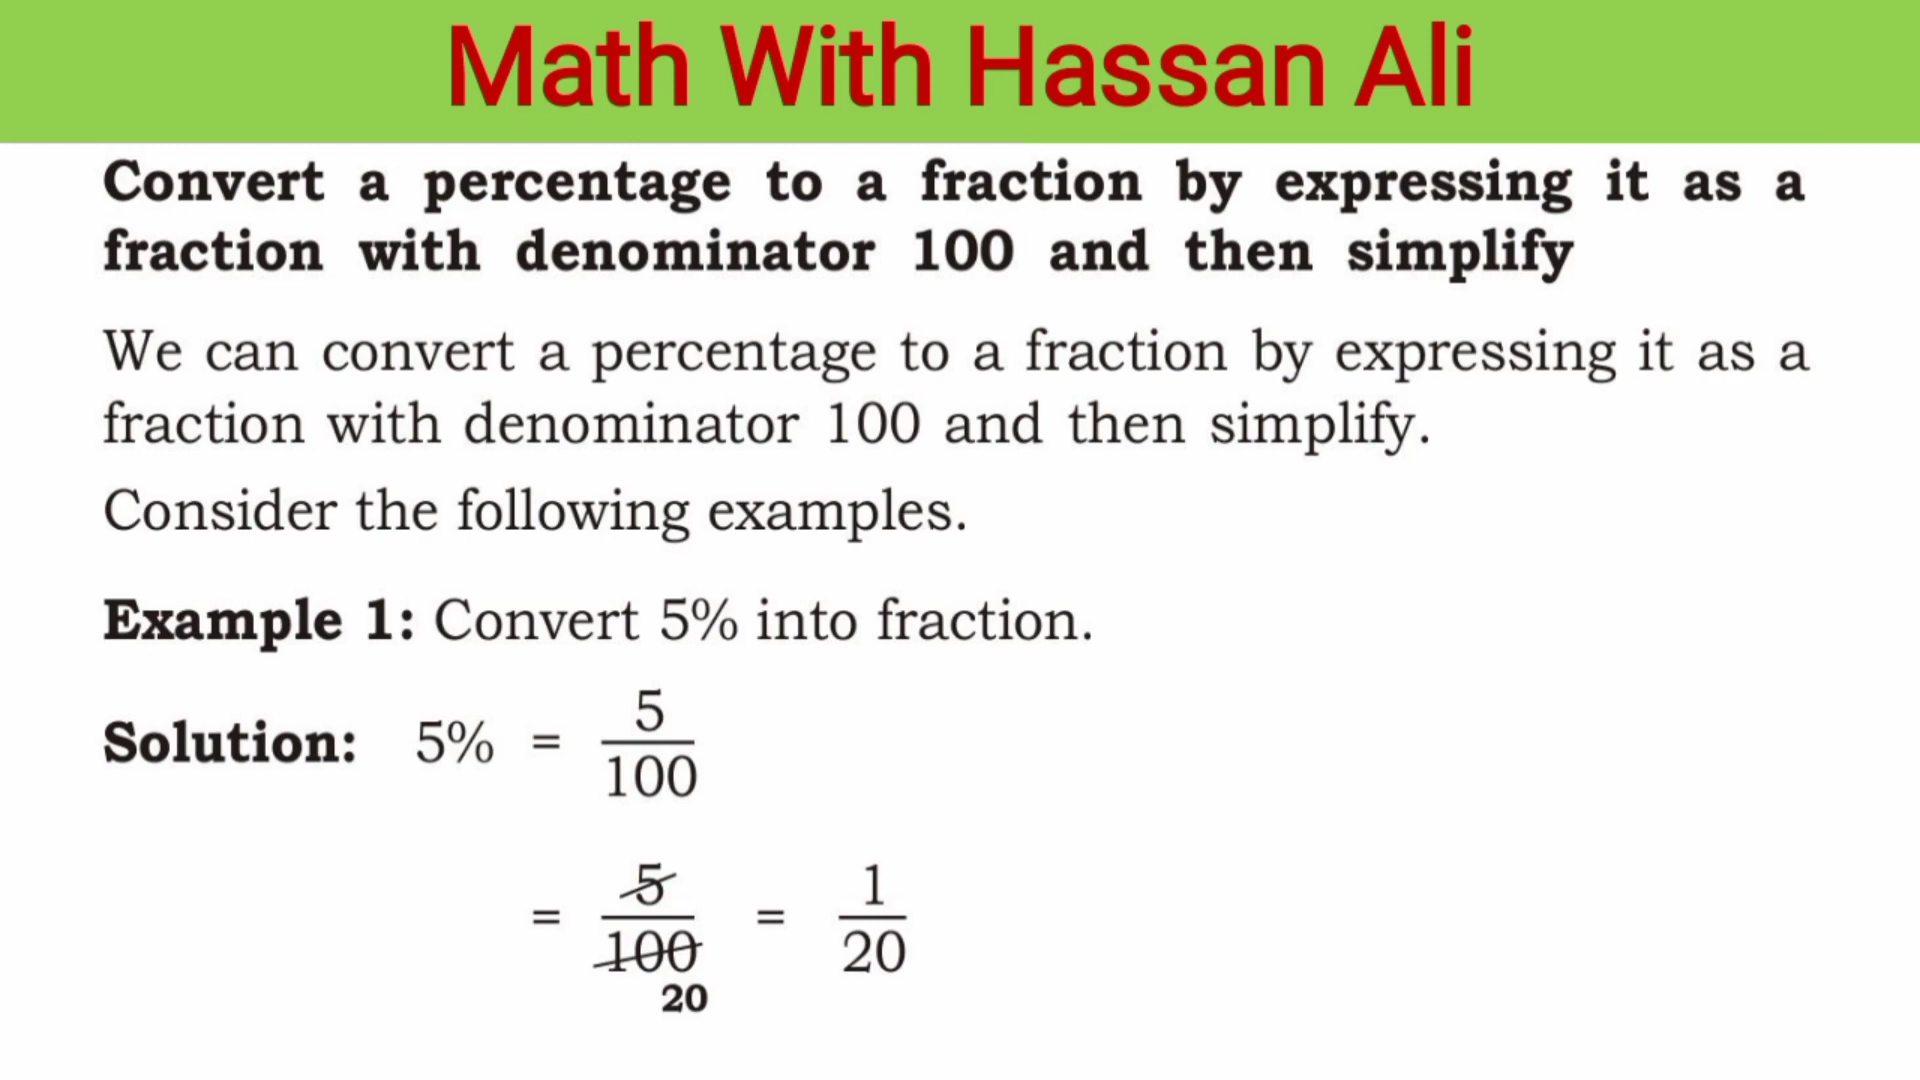 Math With Hassan Ali
Convert a percentage to a fraction by expressing it as a
fraction with denominator 100 and then simplify
We can convert a percentage to a fraction by expressing it as a
fraction with denominator 100 and then simplify.
Consider the following examples.
Example 1: Convert 5% into fraction.
Solution: 5% = 5/100
= 5/100 = 1/20
20